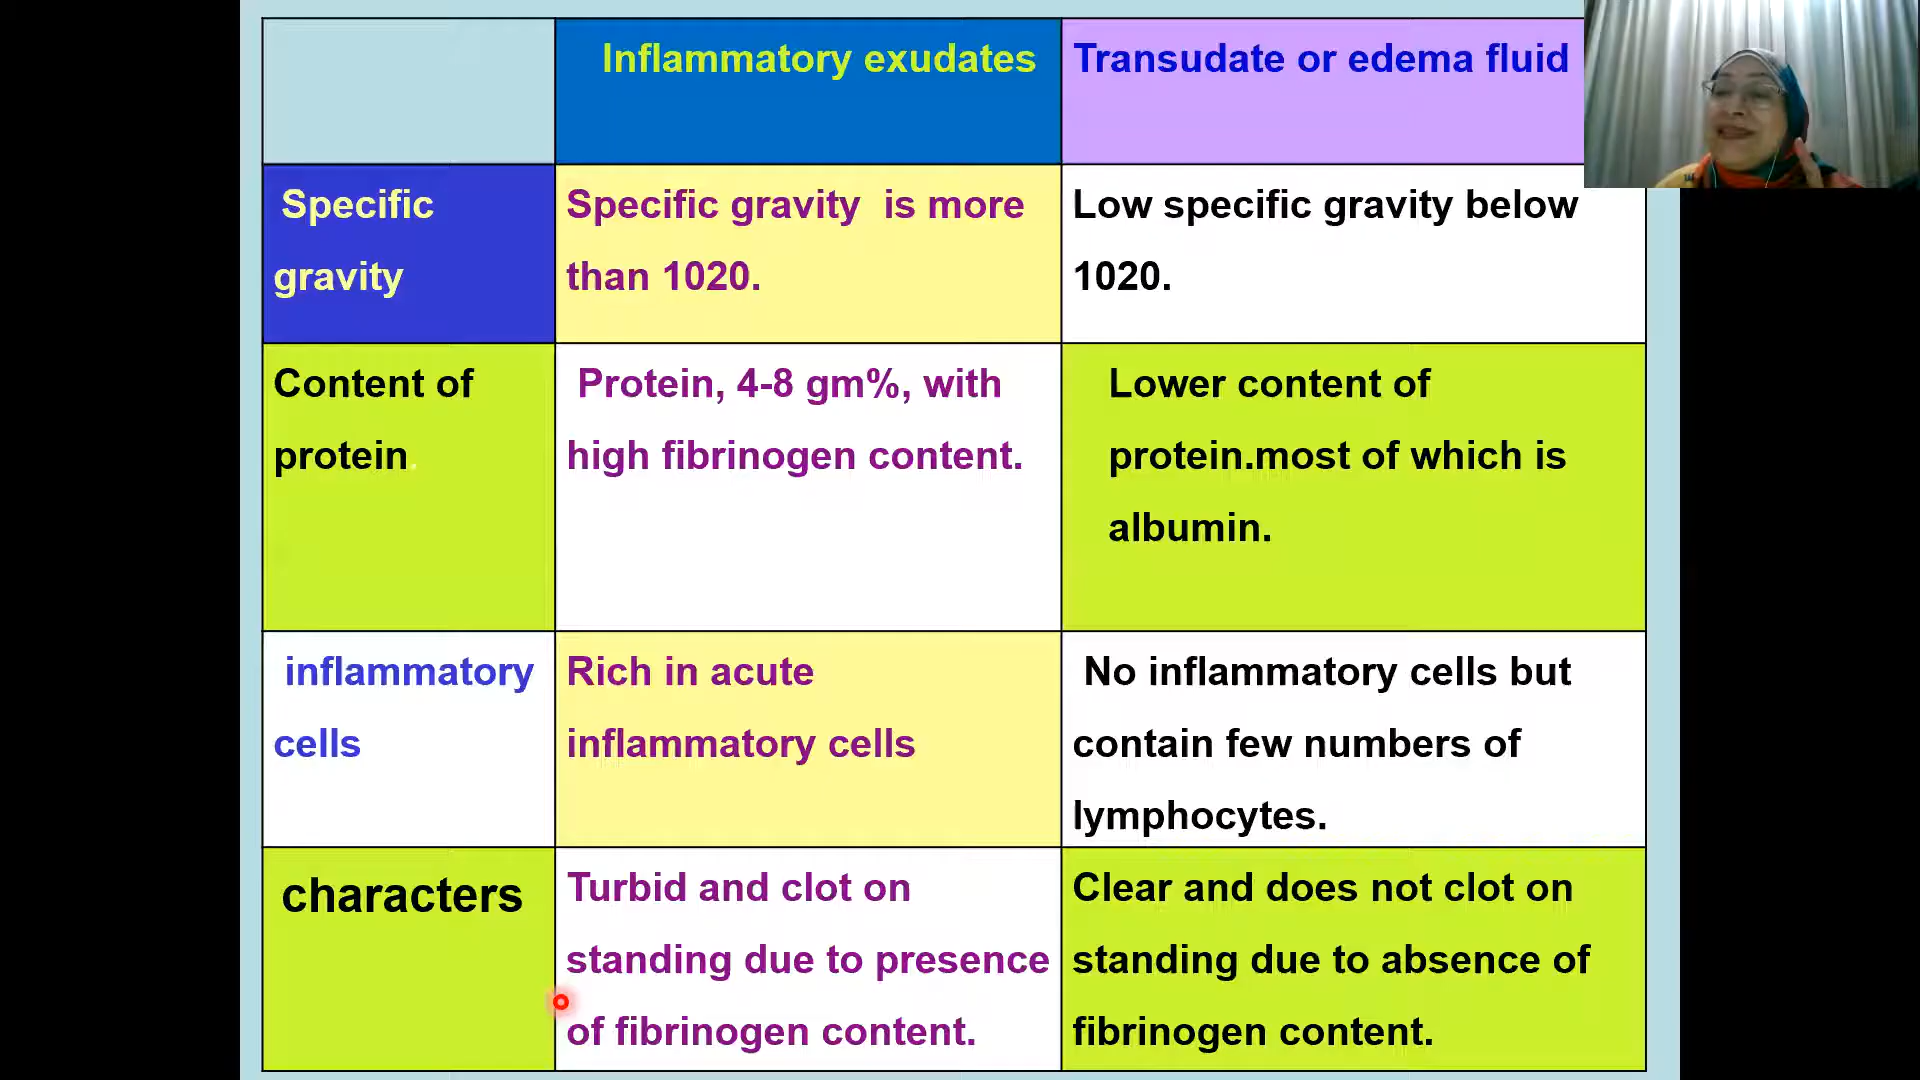 Inflammatory exudates
Transudate or edema fluid
Specific
gravity
Specific gravity is more
than 1020.
Low specific gravity below
1020.
Content of
protein.
Protein, 4-8 gm%, with
high fibrinogen content.
Lower content of
protein.most of which is
albumin.
inflammatory
cells
Rich in acute
inflammatory cells
No inflammatory cells but
contain few numbers of
lymphocytes.
characters
Turbid and clot on
standing due to presence
of fibrinogen content.
Clear and does not clot on
standing due to absence of
fibrinogen content.